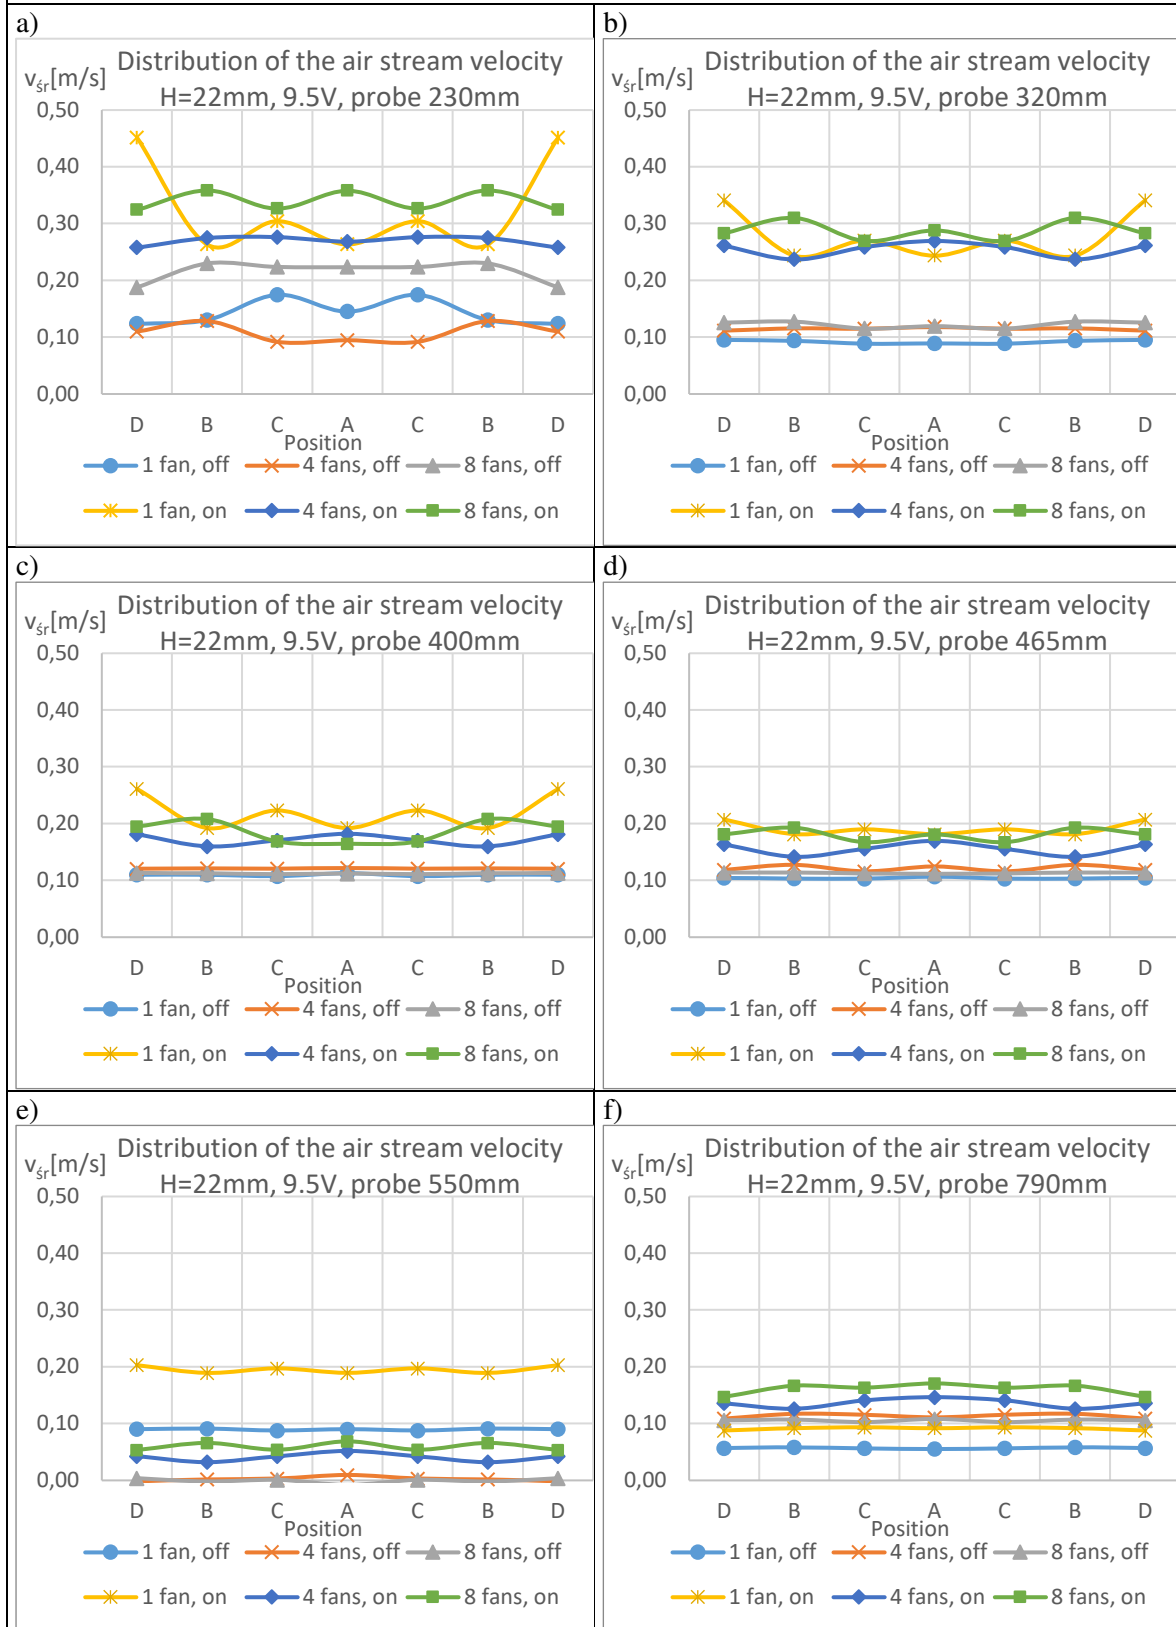 a)
Distribution of the air stream velocity
H=22mm, 9.5V, probe 230mm
vśr[m/s]
0,50
0,40
0,30
0,20
0,10
0,00
D B C A C B D
Position
1 fan, off 4 fans, off 8 fans, off
1 fan, on 4 fans, on 8 fans, on
b)
Distribution of the air stream velocity
H=22mm, 9.5V, probe 320mm
vśr[m/s]
0,50
0,40
0,30
0,20
0,10
0,00
D B C A C B D
Position
1 fan, off 4 fans, off 8 fans, off
1 fan, on 4 fans, on 8 fans, on
c)
Distribution of the air stream velocity
H=22mm, 9.5V, probe 400mm
vśr[m/s]
0,50
0,40
0,30
0,20
0,10
0,00
D B C A C B D
Position
1 fan, off 4 fans, off 8 fans, off
1 fan, on 4 fans, on 8 fans, on
d)
Distribution of the air stream velocity
H=22mm, 9.5V, probe 465mm
vśr[m/s]
0,50
0,40
0,30
0,20
0,10
0,00
D B C A C B D
Position
1 fan, off 4 fans, off 8 fans, off
1 fan, on 4 fans, on 8 fans, on
e)
Distribution of the air stream velocity
H=22mm, 9.5V, probe 550mm
vśr[m/s]
0,50
0,40
0,30
0,20
0,10
0,00
D B C A C B D
Position
1 fan, off 4 fans, off 8 fans, off
1 fan, on 4 fans, on 8 fans, on
f)
Distribution of the air stream velocity
H=22mm, 9.5V, probe 790mm
vśr[m/s]
0,50
0,40
0,30
0,20
0,10
0,00
D B C A C B D
Position
1 fan, off 4 fans, off 8 fans, off
1 fan, on 4 fans, on 8 fans, on